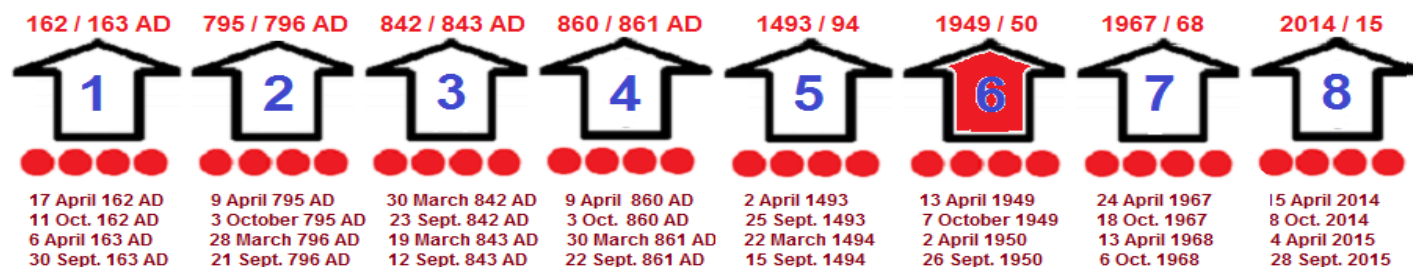 162 / 163 AD 795 / 796 AD 842 / 843 AD 860 / 861 AD 1493 / 94 1949 / 50 1967 / 68 2014 / 15
1 2 3 4 5 6 7 8
17 April 162 AD 9 April 795 AD 30 March 842 AD 9 April 860 AD 2 April 1493 13 April 1949 24 April 1967 15 April 2014
11 Oct. 162 AD 3 October 795 AD 23 Sept. 842 AD 3 Oct. 860 AD 25 Sept. 1493 7 October 1949 18 Oct. 1967 8 Oct. 2014
6 April 163 AD 28 March 796 AD 19 March 843 AD 30 March 861 AD 22 March 1494 2 April 1950 13 April 1968 4 April 2015
30 Sept. 163 AD 21 Sept. 796 AD 12 Sept. 843 AD 22 Sept. 861 AD 15 Sept. 1494 26 Sept. 1950 6 Oct. 1968 28 Sept. 2015